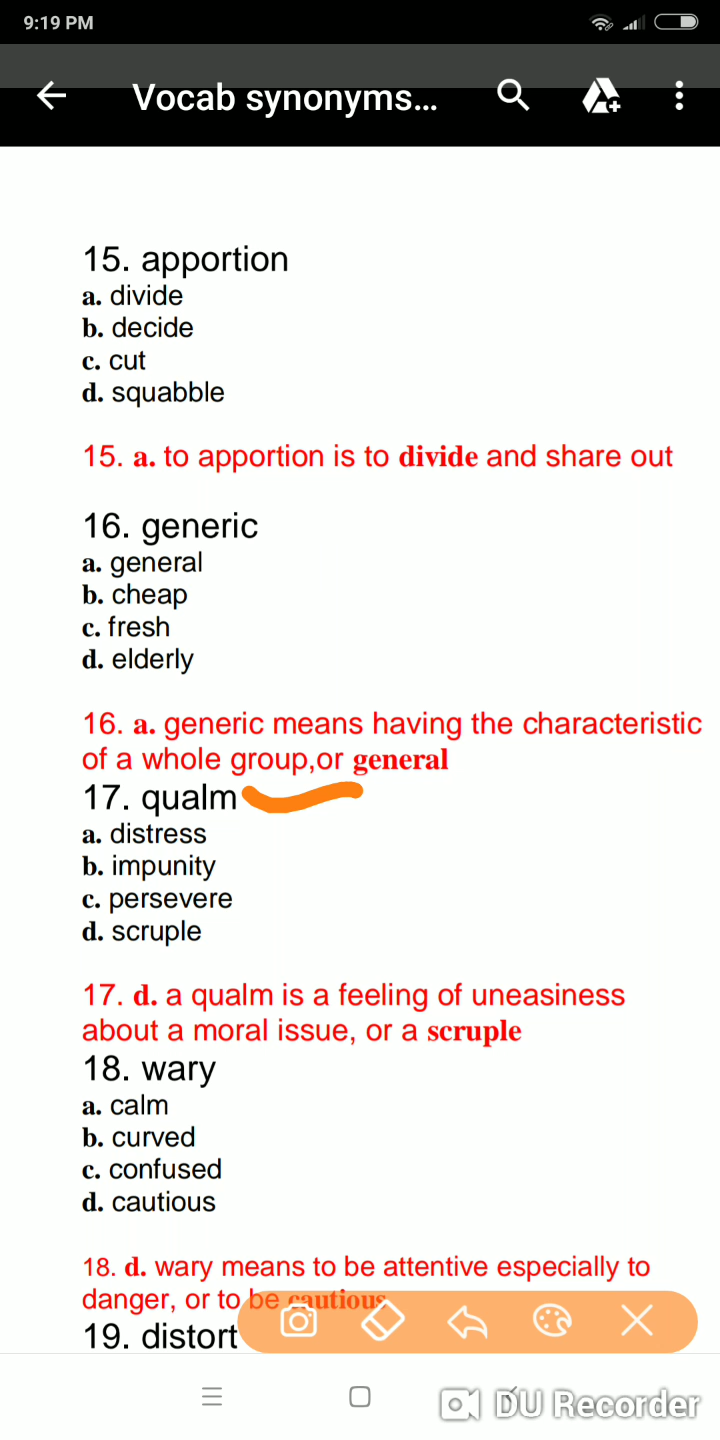 9:19 PM
Vocab synonyms...
15. apportion
a. divide
b. decide
c. cut
d. squabble
15. a. to apportion is to divide and share out
16. generic
a. general
b. cheap
c. fresh
d. elderly
16. a. generic means having the characteristic
of a whole group,or general
17. qualm
a. distress
b. impunity
c. persevere
d. scruple
17. d. a qualm is a feeling of uneasiness
about a moral issue, or a scruple
18. wary
a. calm
b. curved
c. confused
d. cautious
18. d. wary means to be attentive especially to
danger, or to be cautious
19. distort
DU Recorder